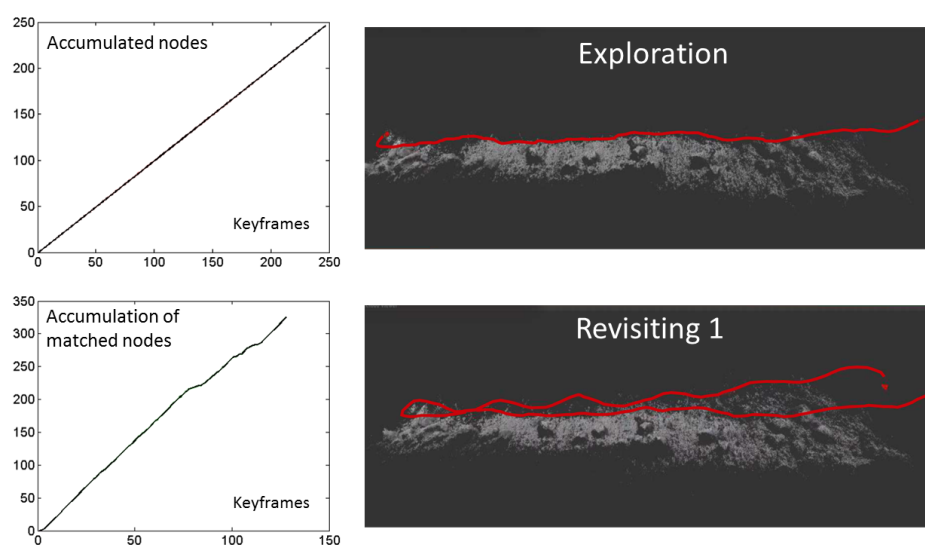 250
Accumulated nodes
200
150
100
50
Keyframes
0
0 50 100 150 200 250
Exploration
350
Accumulation of
matched nodes
300
250
200
150
100
50
Keyframes
0
0 50 100 150
Revisiting 1